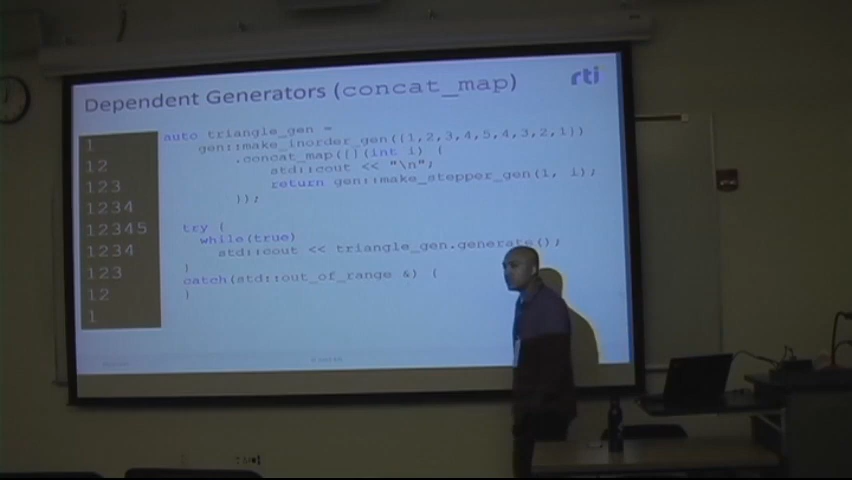 Dependent Generators (concat_map)
rti
1
12
123
1234
12345
1234
123
12
1
auto triangle_gen =
gen::make_inorder_gen({1,2,3,4,5,4,3,2,1})
.concat_map([](int i) {
std::cout << "\n";
return gen::make_stepper_gen(1, i);
});
try {
while(true)
std::cout << triangle_gen.generate();
}
catch(std::out_of_range &) {
}